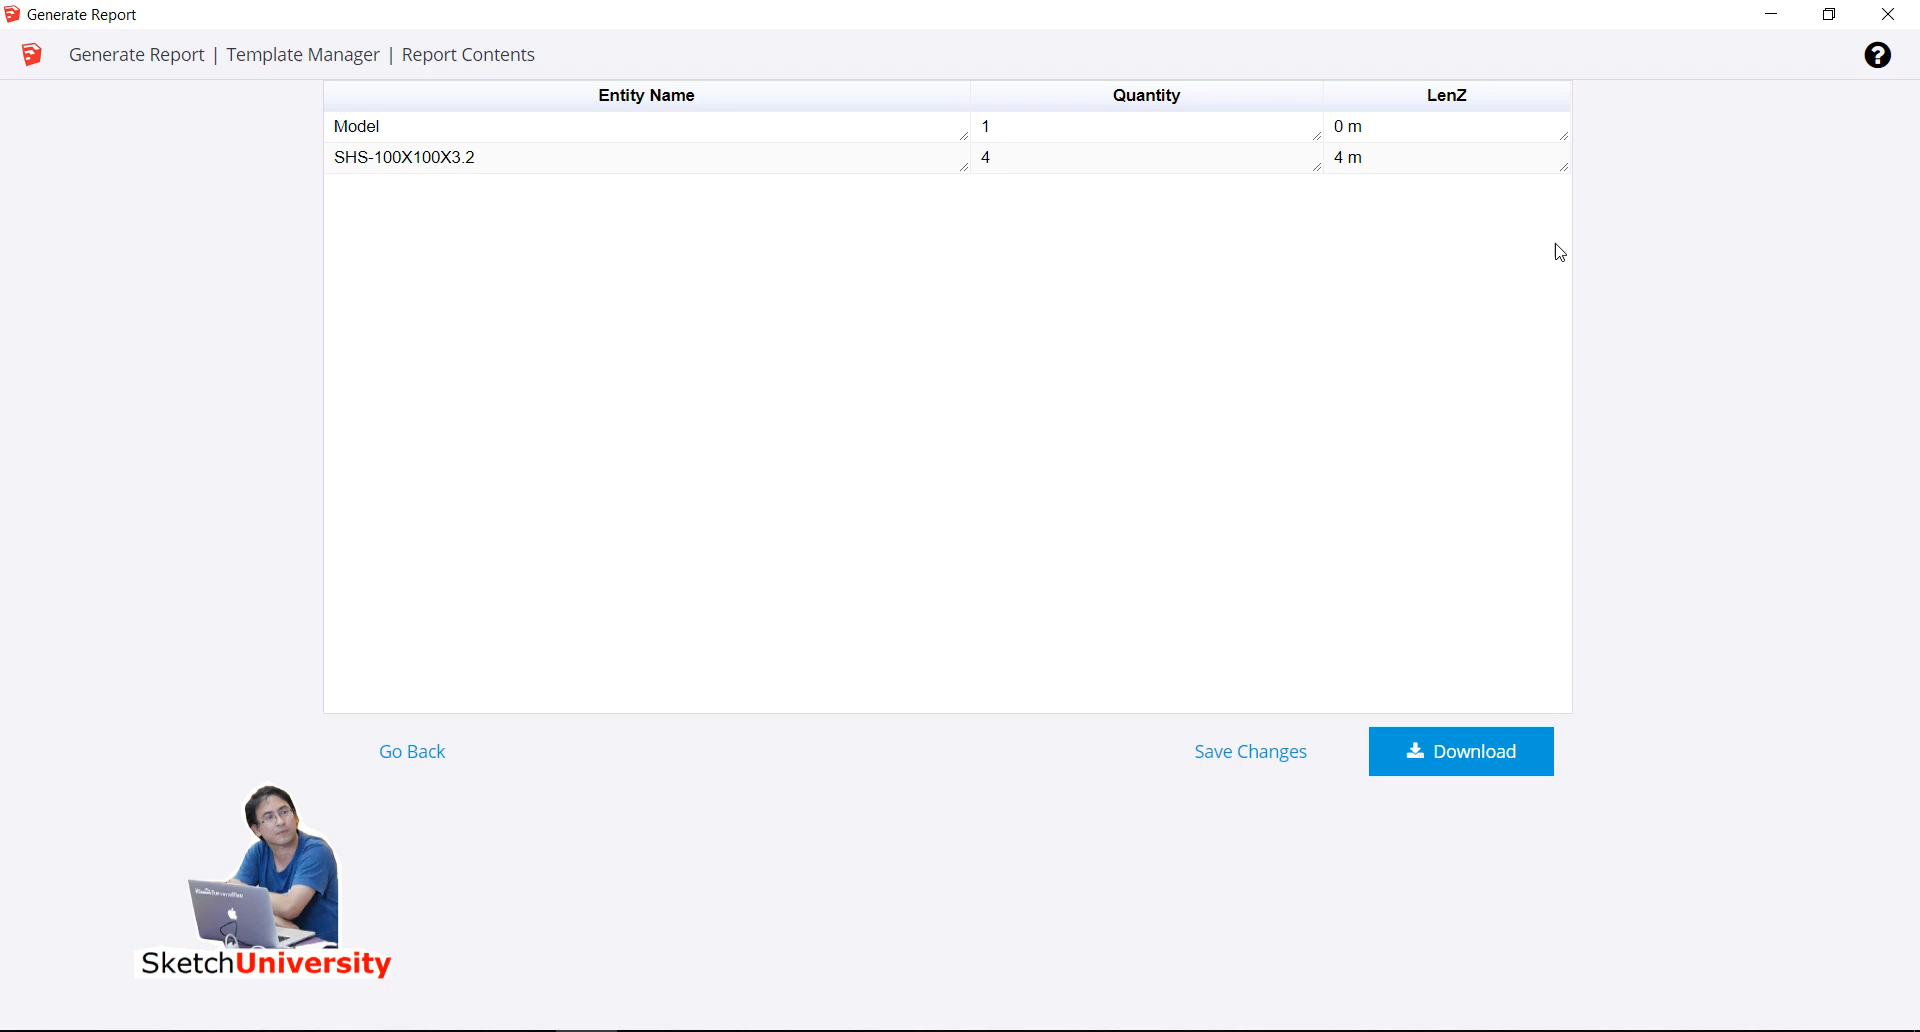 Generate Report
Generate Report | Template Manager | Report Contents
Entity Name Quantity LenZ
Model 1 0 m
SHS-100X100X3.2 4 4 m
Go Back Save Changes Download
SketchUniversity